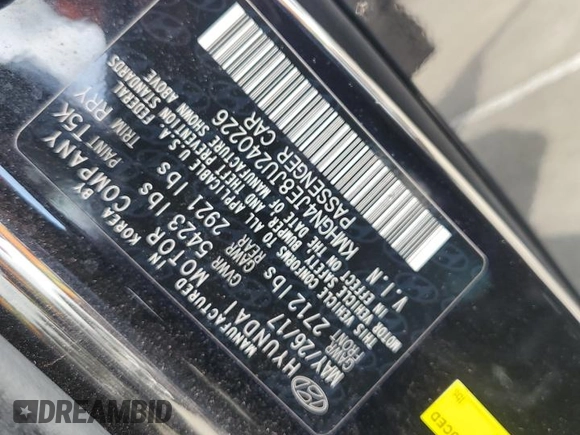 MANUFACTURED IN KOREA BY
HYUNDAI MOTOR COMPANY
MAY/26/17 GVWR 5423 lbs PAINT T5K
GAWR FRONT 2712 lbs GAWR REAR 2921 lbs TRIM RRY
THIS VEHICLE CONFORMS TO ALL APPLICABLE U.S.A. FEDERAL
MOTOR VEHICLE SAFETY BUMPER, AND THEFT PREVENTION STANDARDS
IN EFFECT ON THE DATE OF MANUFACTURE SHOWN ABOVE
V.I.N KMHGN4JE8JU240226
PASSENGER CAR
DREAMBID